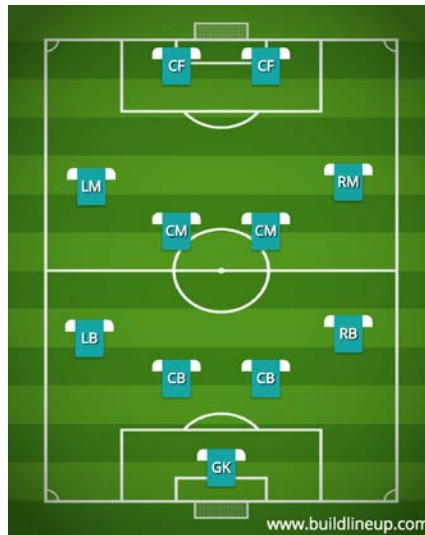 CF CF
LM RM
CM CM
LB RB
CB CB
GK
www.buildlineup.com